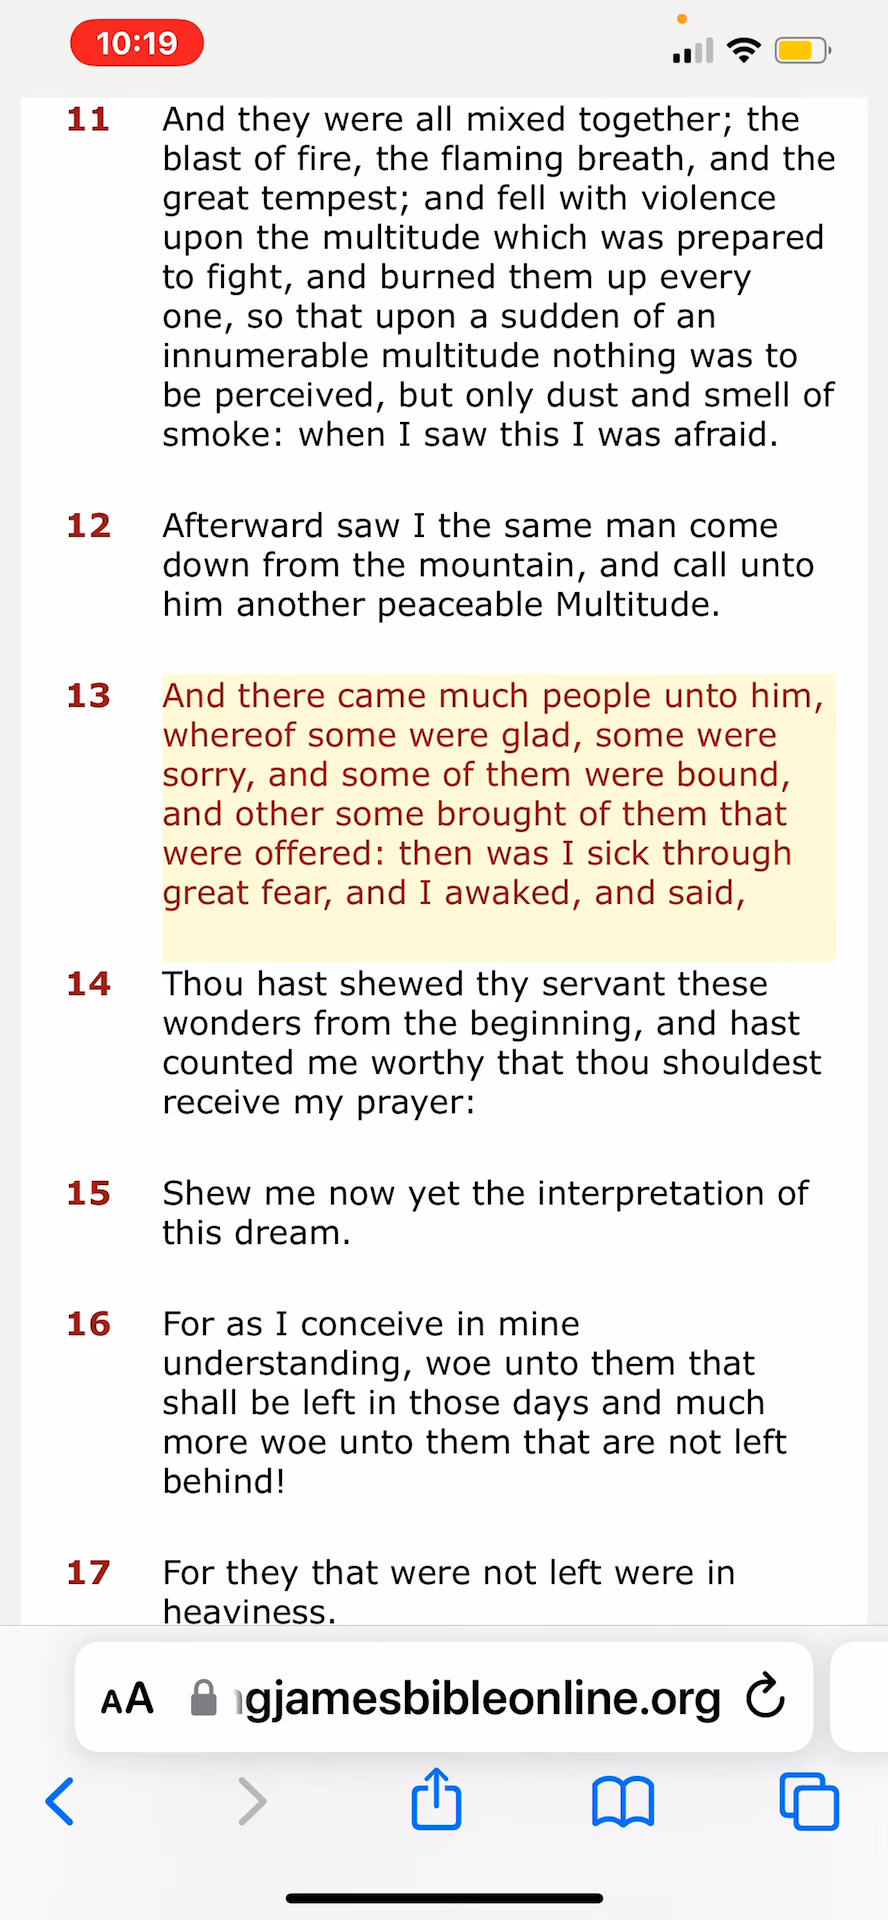 10:19
11 And they were all mixed together; the
blast of fire, the flaming breath, and the
great tempest; and fell with violence
upon the multitude which was prepared
to fight, and burned them up every
one, so that upon a sudden of an
innumerable multitude nothing was to
be perceived, but only dust and smell of
smoke: when I saw this I was afraid.
12 Afterward saw I the same man come
down from the mountain, and call unto
him another peaceable Multitude.
13 And there came much people unto him,
whereof some were glad, some were
sorry, and some of them were bound,
and other some brought of them that
were offered: then was I sick through
great fear, and I awaked, and said,
14 Thou hast shewed thy servant these
wonders from the beginning, and hast
counted me worthy that thou shouldest
receive my prayer:
15 Shew me now yet the interpretation of
this dream.
16 For as I conceive in mine
understanding, woe unto them that
shall be left in those days and much
more woe unto them that are not left
behind!
17 For they that were not left were in
heaviness.
AA gjamesbibleonline.org